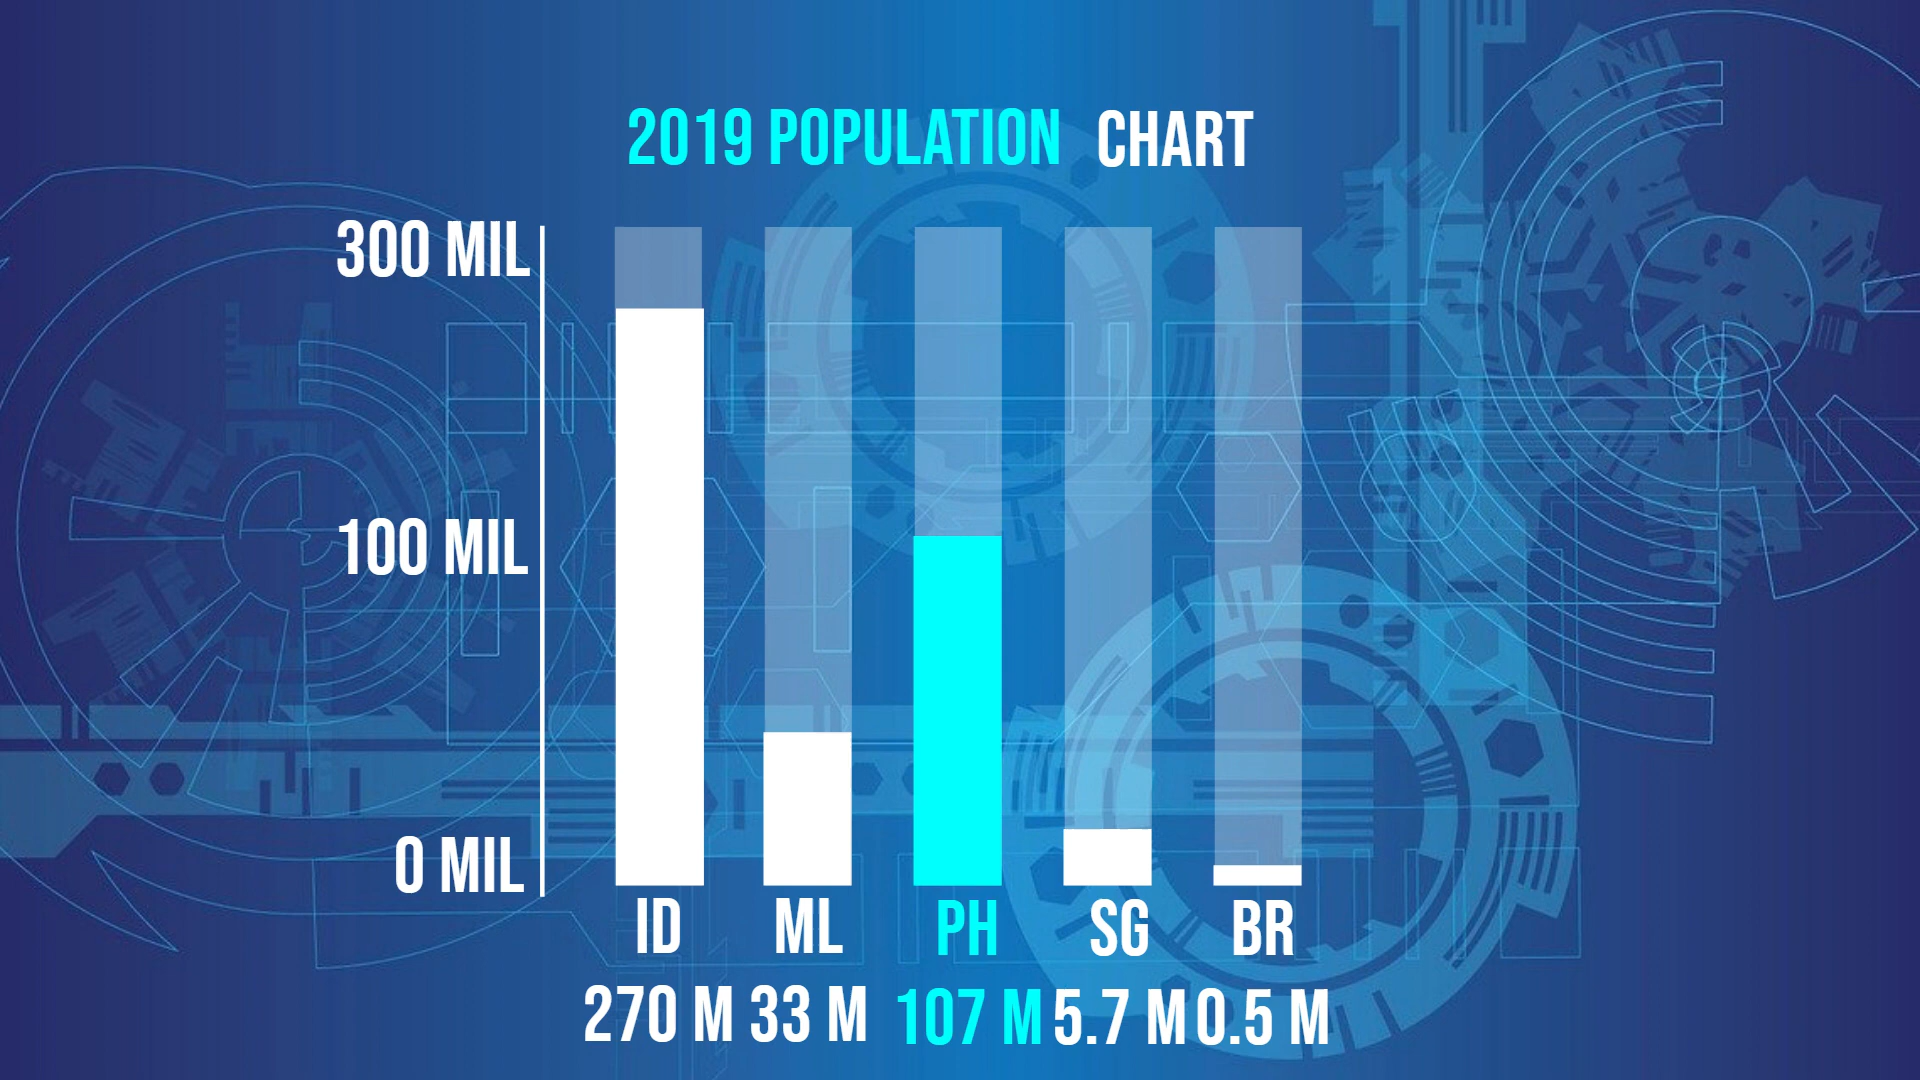 2019 POPULATION CHART
300 MIL
100 MIL
0 MIL
ID ML PH SG BR
270 M 33 M 107 M 5.7 M 0.5 M